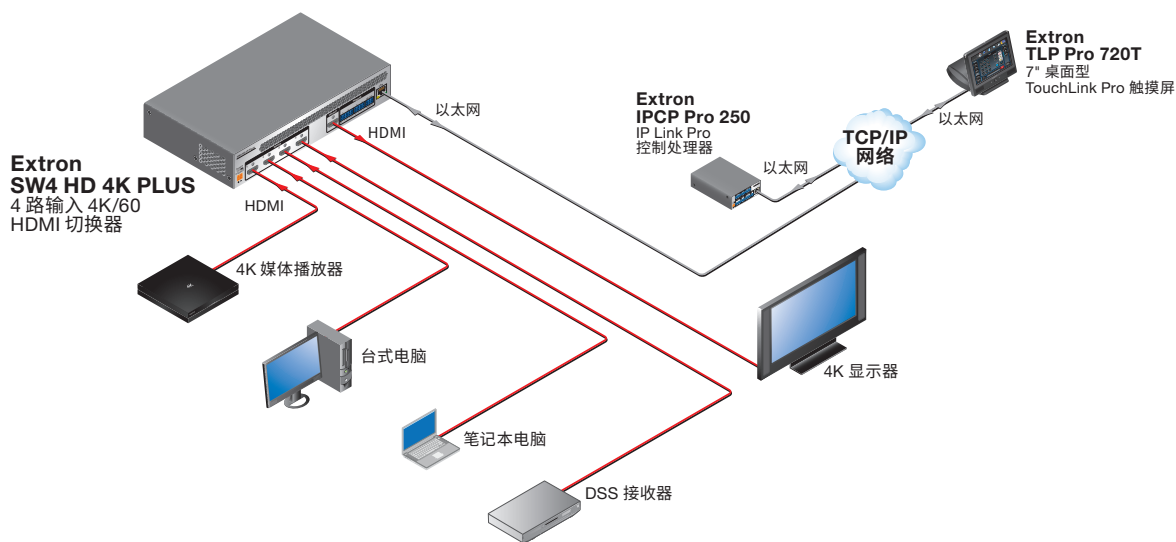 Extron
SW4 HD 4K PLUS
4 路输入 4K/60
HDMI 切换器
HDMI
HDMI
以太网
Extron
IPCP Pro 250
IP Link Pro
控制处理器
以太网
TCP/IP
网络
以太网
Extron
TLP Pro 720T
7" 桌面型
TouchLink Pro 触摸屏
4K 媒体播放器
台式电脑
笔记本电脑
DSS 接收器
4K 显示器